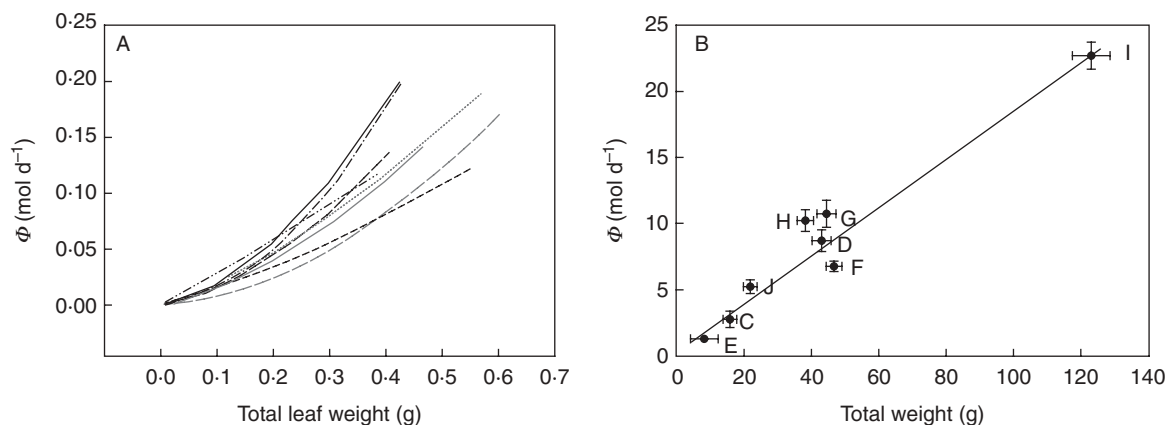 A
0·25
0·20
0·15
0·10
0·05
0·00
Φ (mol d⁻¹)
0·0 0·1 0·2 0·3 0·4 0·5 0·6 0·7
Total leaf weight (g)
B
25
20
15
10
5
0
Φ (mol d⁻¹)
I
H
G
D
F
J
C
E
0 20 40 60 80 100 120 140
Total weight (g)